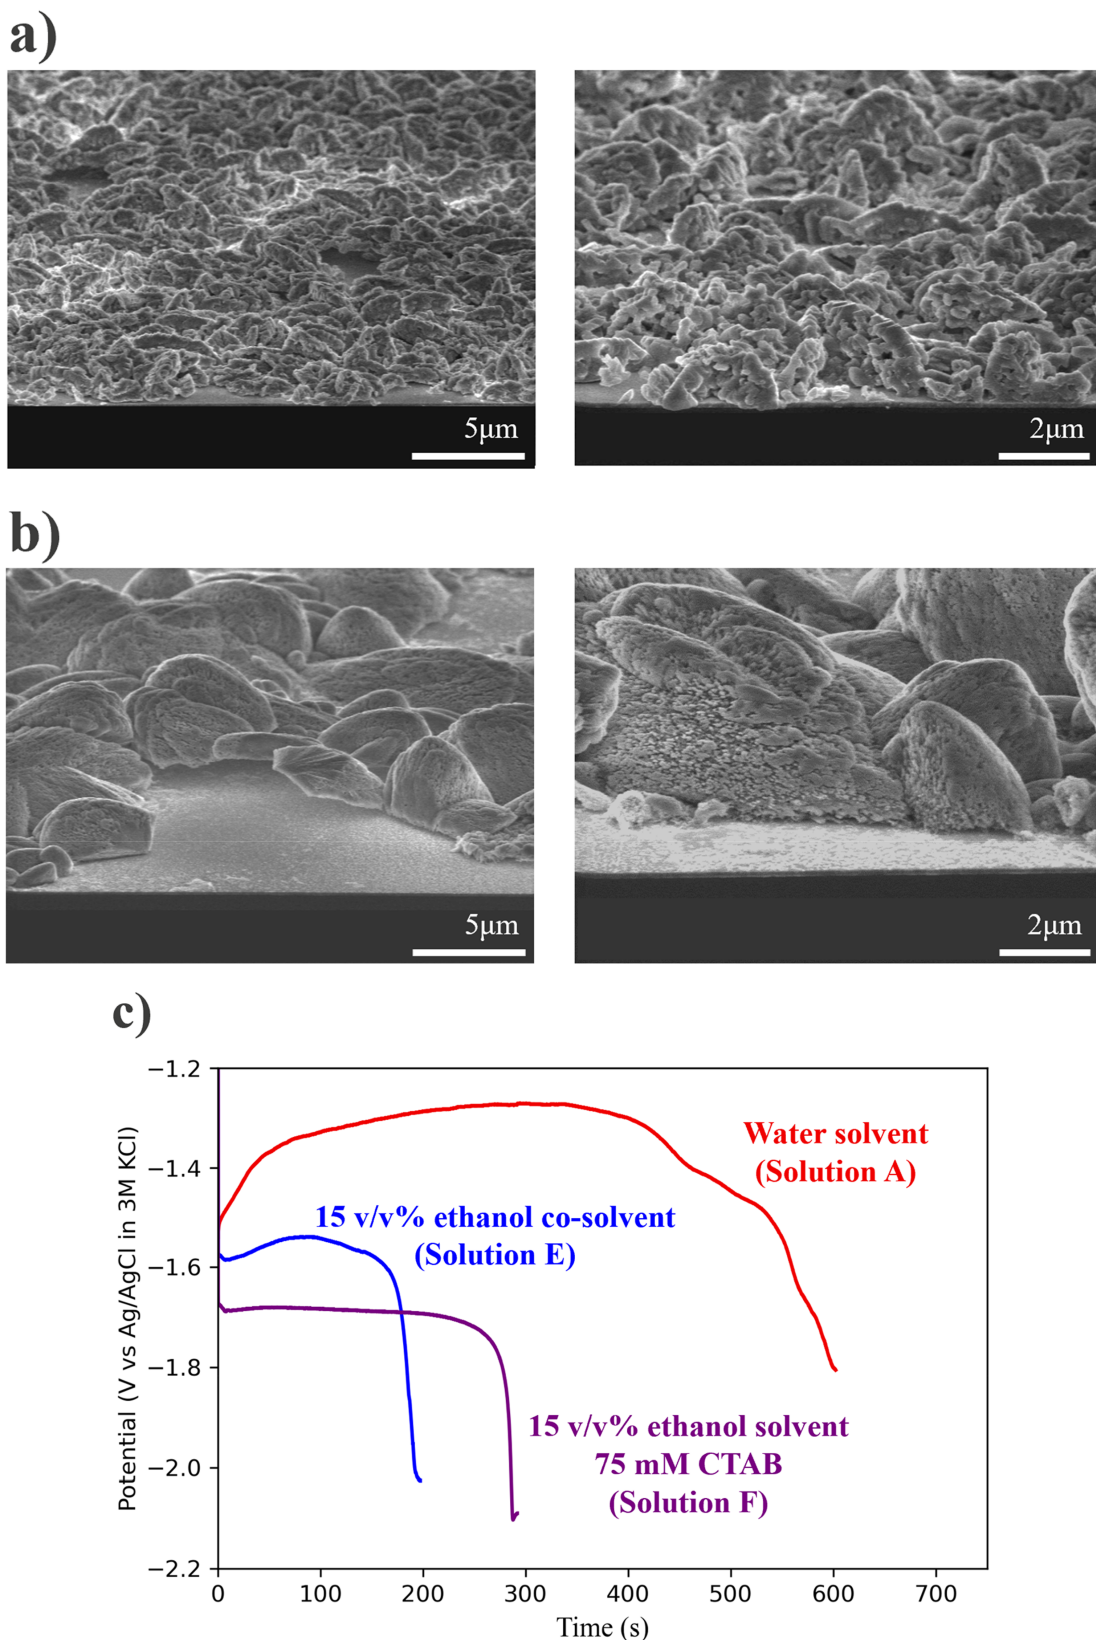 a)
5μm
2μm
b)
5μm
2μm
c)
−1.2
−1.4
−1.6
−1.8
−2.0
−2.2
Potential (V vs Ag/AgCl in 3M KCl)
Water solvent
(Solution A)
15 v/v% ethanol co-solvent
(Solution E)
15 v/v% ethanol solvent
75 mM CTAB
(Solution F)
0 100 200 300 400 500 600 700
Time (s)